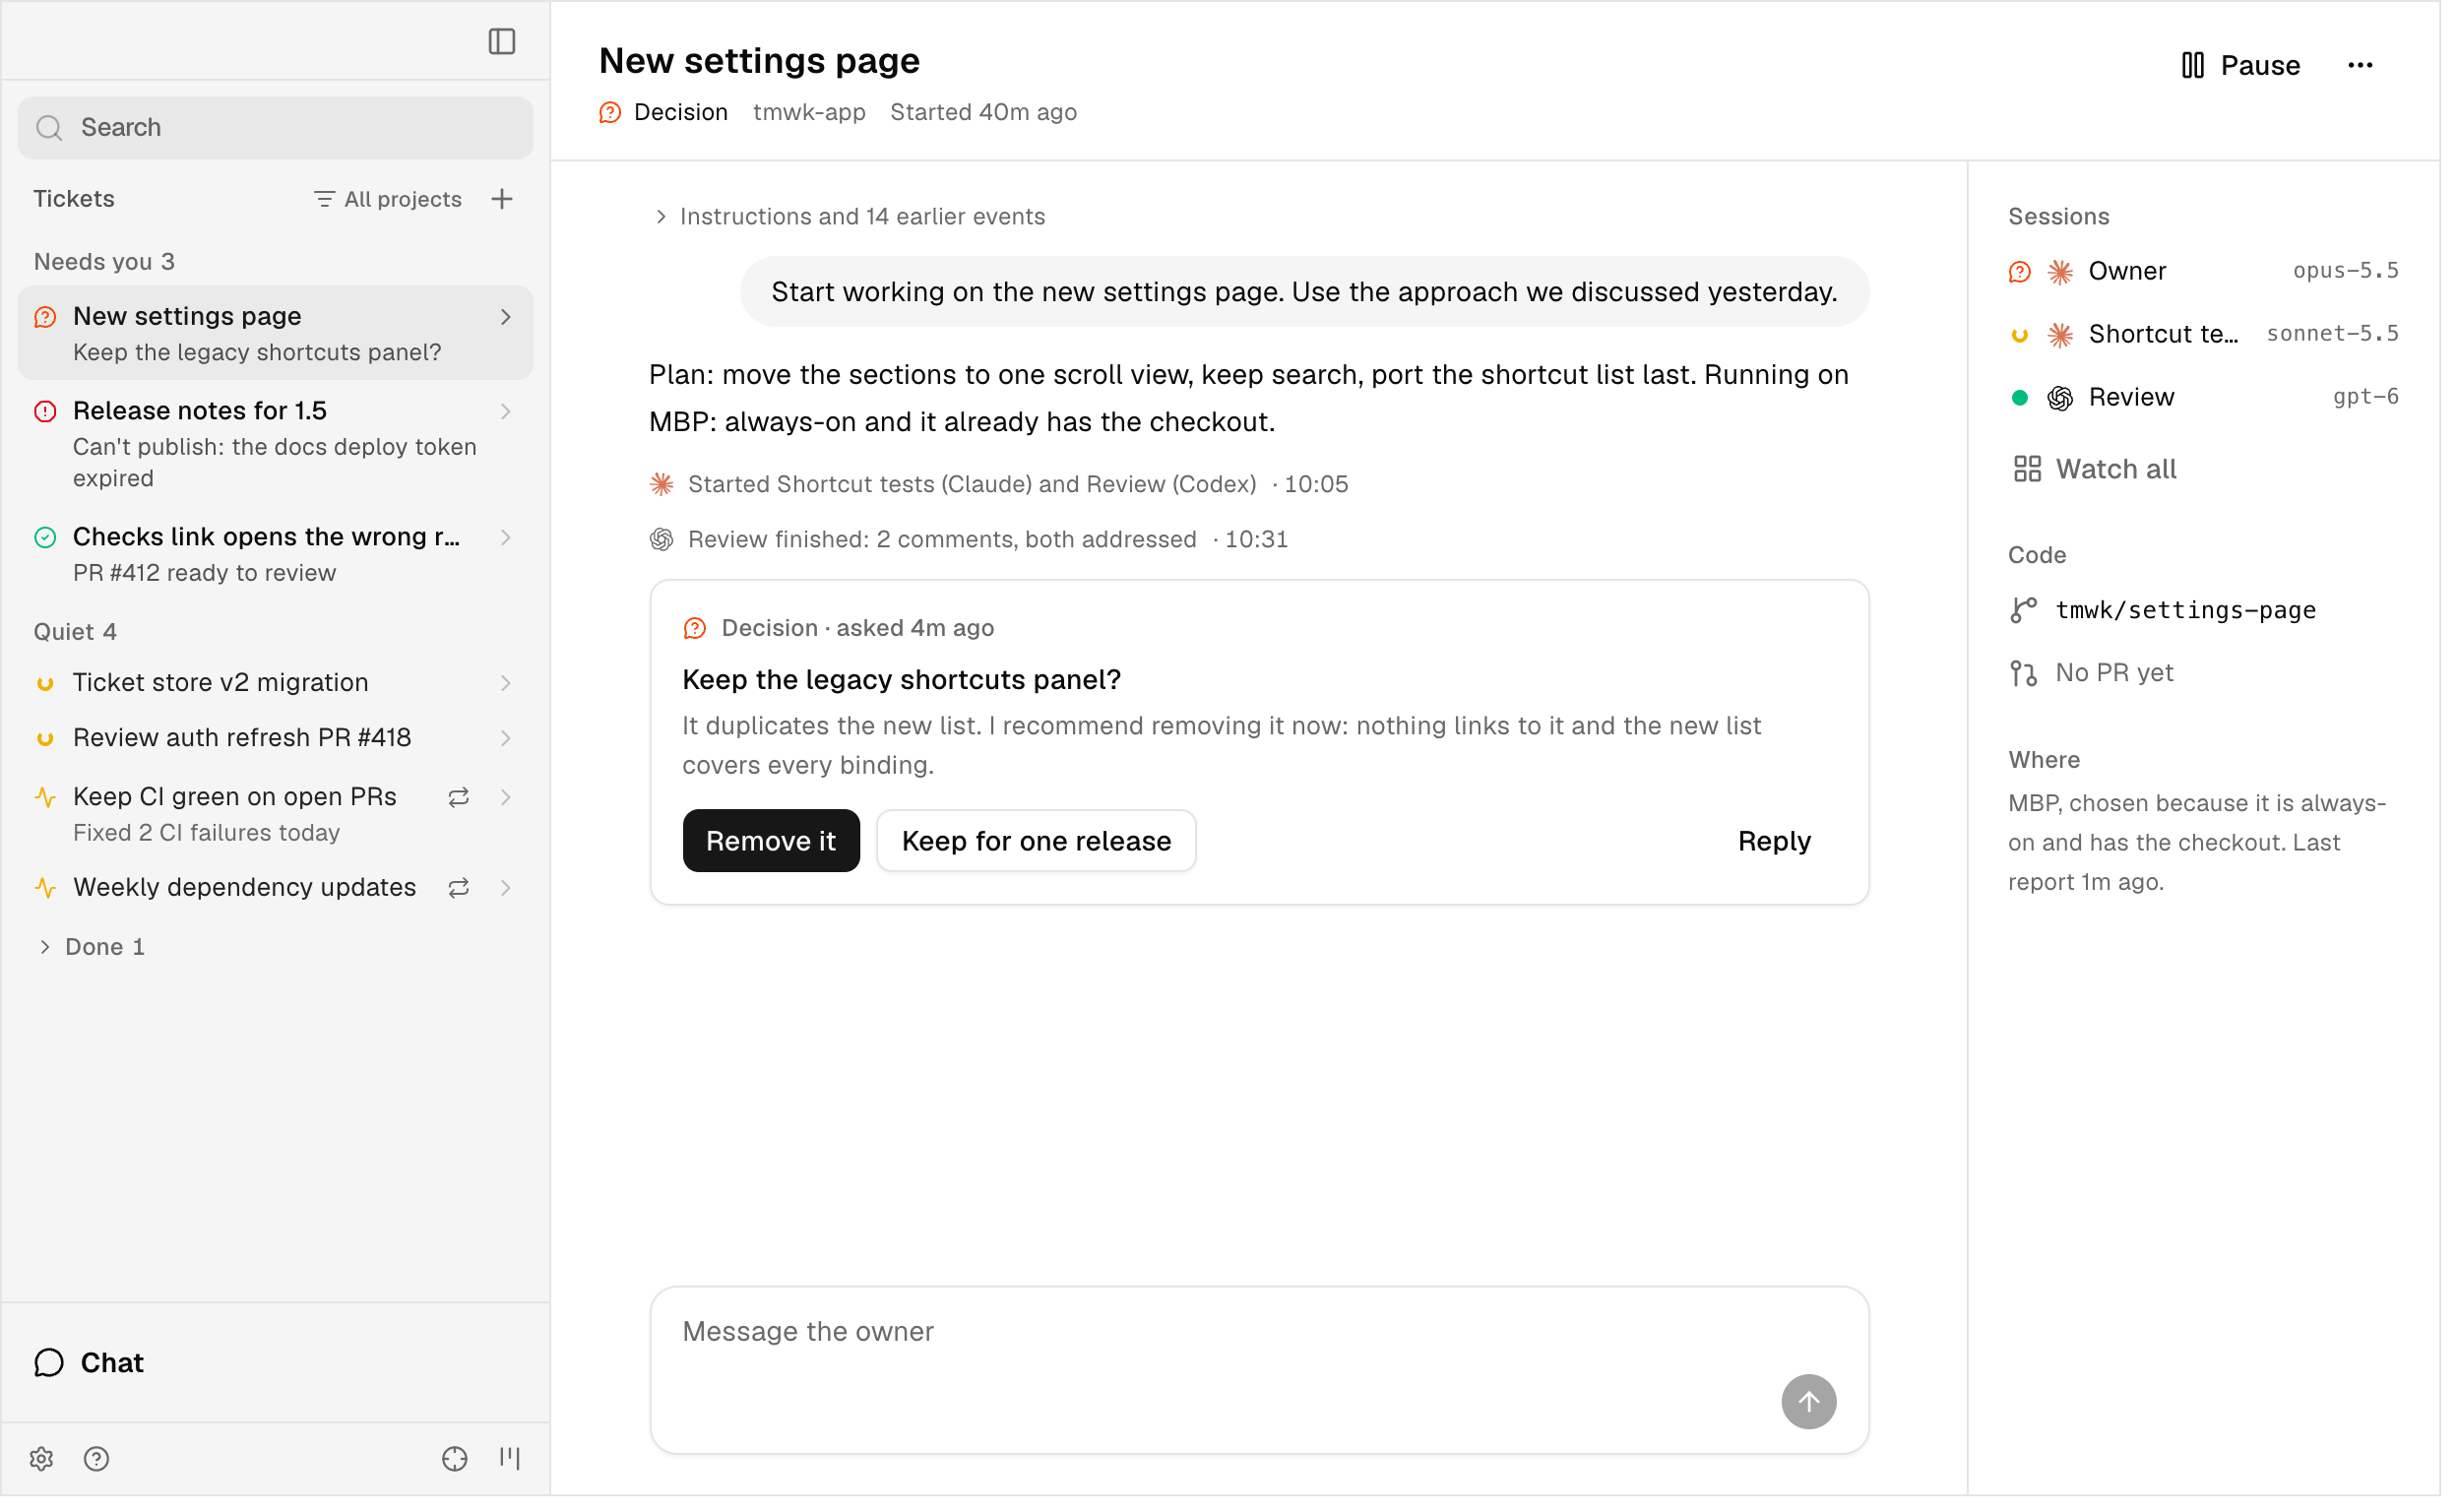 Search
Tickets
All projects
Needs you 3
New settings page
Keep the legacy shortcuts panel?
Release notes for 1.5
Can't publish: the docs deploy token
expired
Checks link opens the wrong r...
PR #412 ready to review
Quiet 4
Ticket store v2 migration
Review auth refresh PR #418
Keep CI green on open PRs
Fixed 2 CI failures today
Weekly dependency updates
Done 1
Chat
New settings page
Decision tmwk-app Started 40m ago
Pause
Instructions and 14 earlier events
Start working on the new settings page. Use the approach we discussed yesterday.
Plan: move the sections to one scroll view, keep search, port the shortcut list last. Running on
MBP: always-on and it already has the checkout.
Started Shortcut tests (Claude) and Review (Codex) · 10:05
Review finished: 2 comments, both addressed · 10:31
Decision · asked 4m ago
Keep the legacy shortcuts panel?
It duplicates the new list. I recommend removing it now: nothing links to it and the new list
covers every binding.
Remove it
Keep for one release
Reply
Message the owner
Sessions
Owner opus-5.5
Shortcut te... sonnet-5.5
Review gpt-6
Watch all
Code
tmwk/settings-page
No PR yet
Where
MBP, chosen because it is always-
on and has the checkout. Last
report 1m ago.